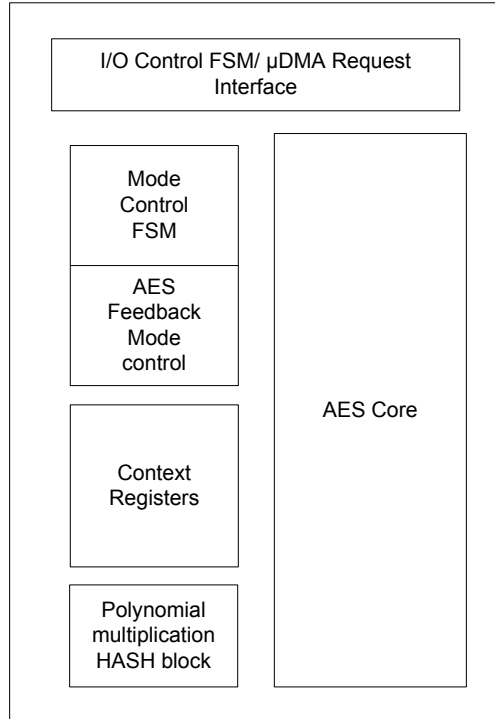 I/O Control FSM/ µDMA Request
Interface
Mode
Control
FSM
AES
Feedback
Mode
control
Context
Registers
Polynomial
multiplication
HASH block
AES Core